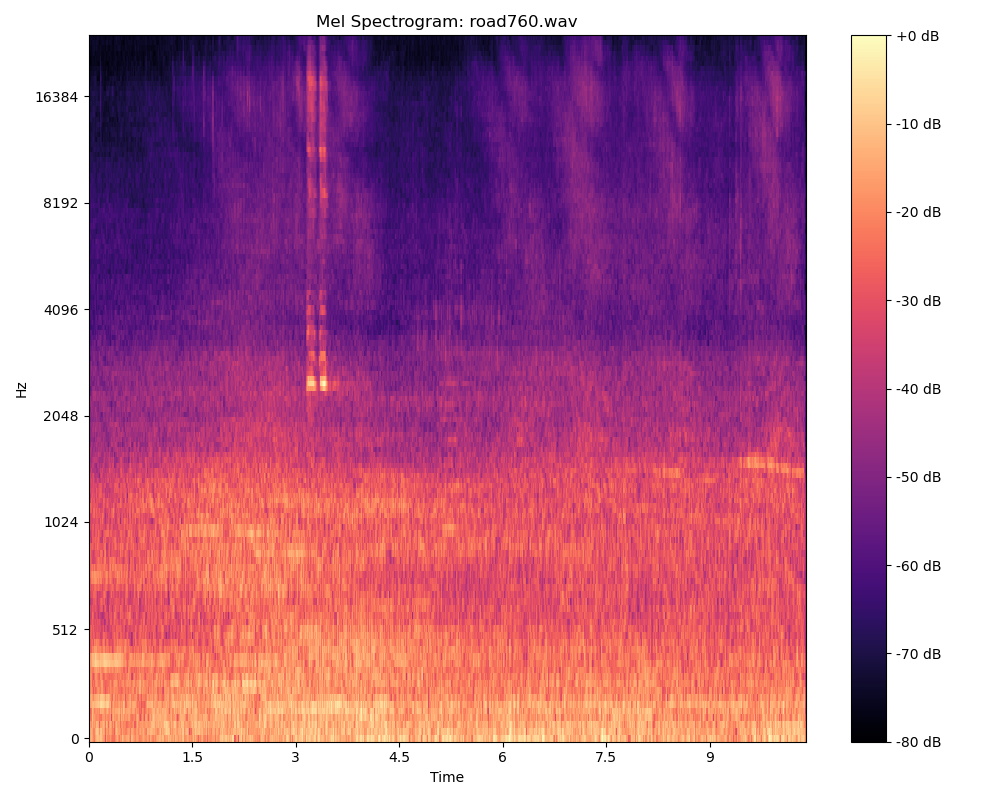 Mel Spectrogram: road760.wav
Hz
16384
8192
4096
2048
1024
512
0
0 1.5 3 4.5 6 7.5 9
Time
+0 dB
-10 dB
-20 dB
-30 dB
-40 dB
-50 dB
-60 dB
-70 dB
-80 dB